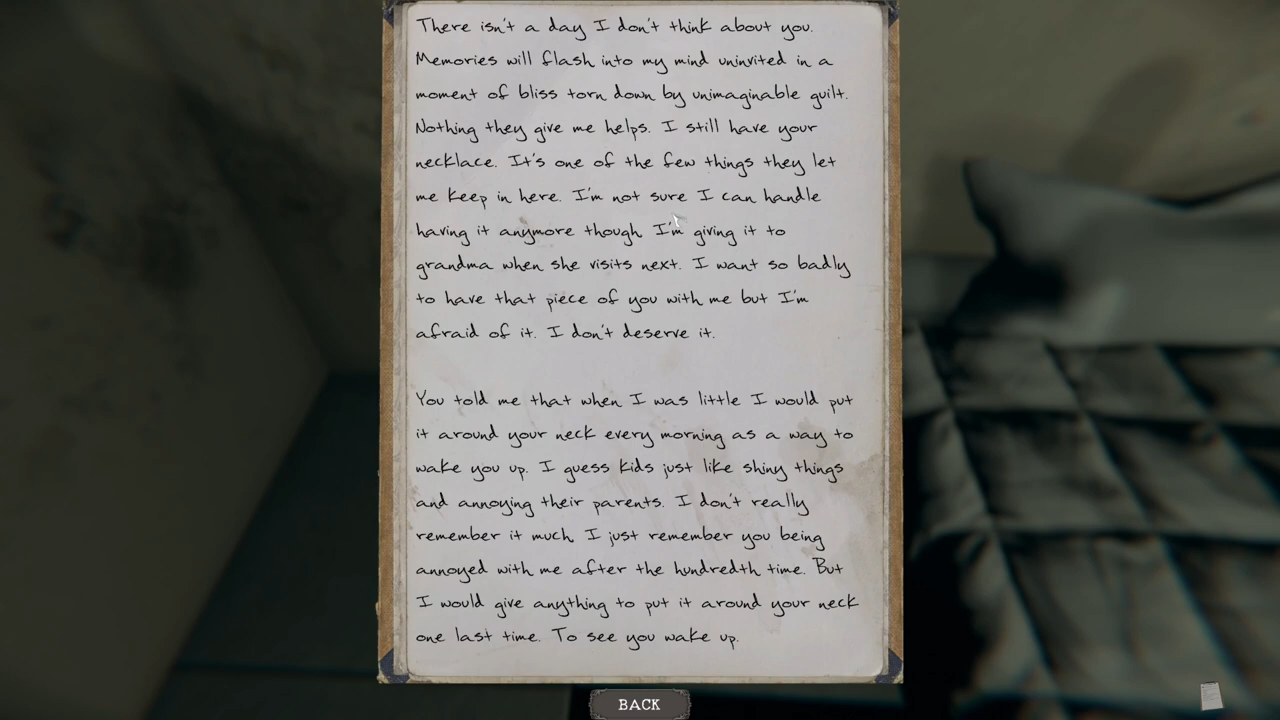 There isn't a day I don't think about you.
Memories will flash into my mind uninvited in a
moment of bliss torn down by unimaginable guilt.
Nothing they give me helps. I still have your
necklace. It's one of the few things they let
me keep in here. I'm not sure I can handle
having it anymore though. I'm giving it to
grandma when she visits next. I want so badly
to have that piece of you with me but I'm
afraid of it. I don't deserve it.
You told me that when I was little I would put
it around your neck every morning as a way to
wake you up. I guess kids just like shiny things
and annoying their parents. I don't really
remember it much, I just remember you being
annoyed with me after the hundredth time. But
I would give anything to put it around your neck
one last time. To see you wake up.
BACK